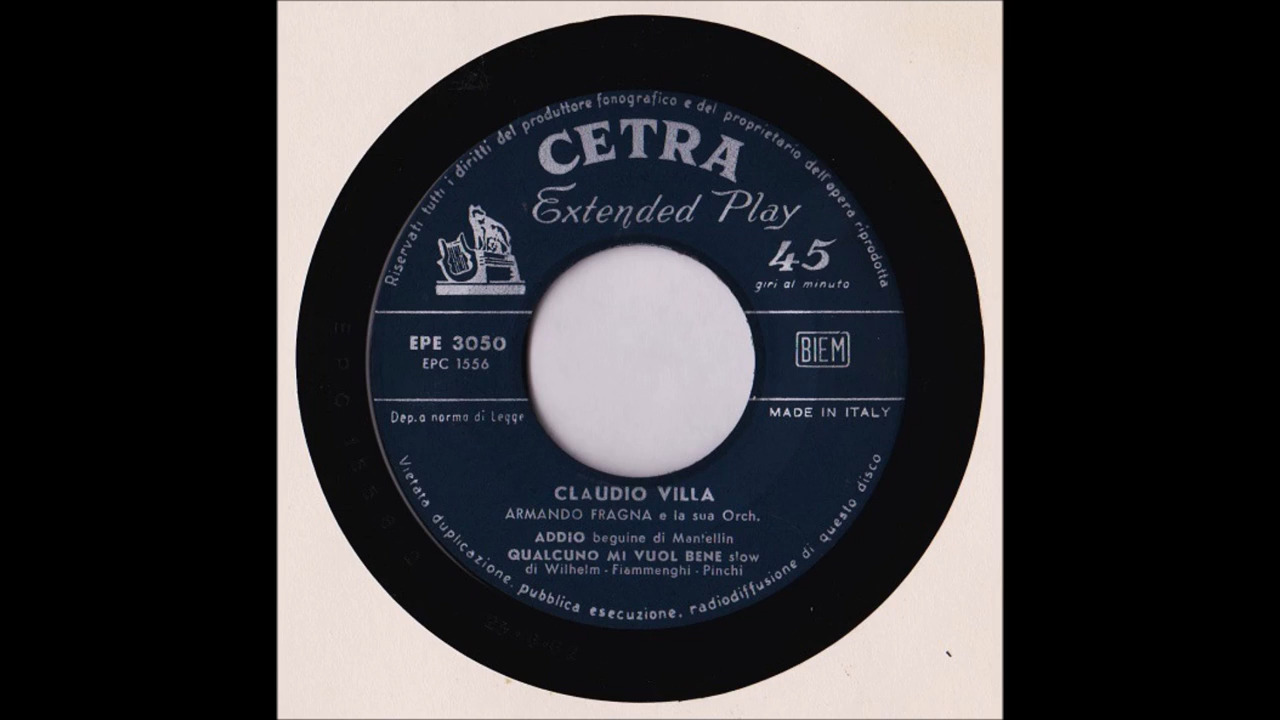 Riservati tutti i diritti del produttore fonografico e del proprietario dell'opera riprodotta
CETRA
Extended Play
45
giri al minuto
EPE 3050
EPC 1556
BIEM
Dep.a norma di Legge
MADE IN ITALY
CLAUDIO VILLA
ARMANDO FRAGNA e la sua Orch.
ADDIO beguine di Mantellin
QUALCUNO MI VUOL BENE slow
di Wilhelm - Fiammenghi - Pinchi
Vietata duplicazione, pubblica esecuzione, radiodiffusione di questo disco